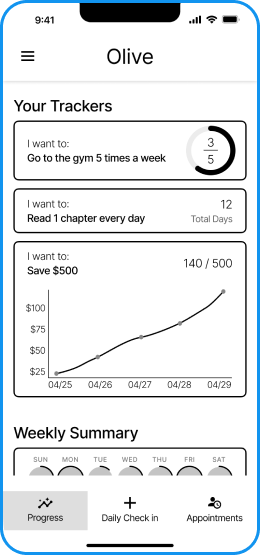 9:41
Olive
Your Trackers
I want to:
Go to the gym 5 times a week
3
5
I want to:
Read 1 chapter every day
12
Total Days
I want to:
Save $500
140 / 500
$100
$75
$50
$25
04/25 04/26 04/27 04/28 04/29
Weekly Summary
SUN MON TUE WED THU FRI SAT
Progress Daily Check in Appointments